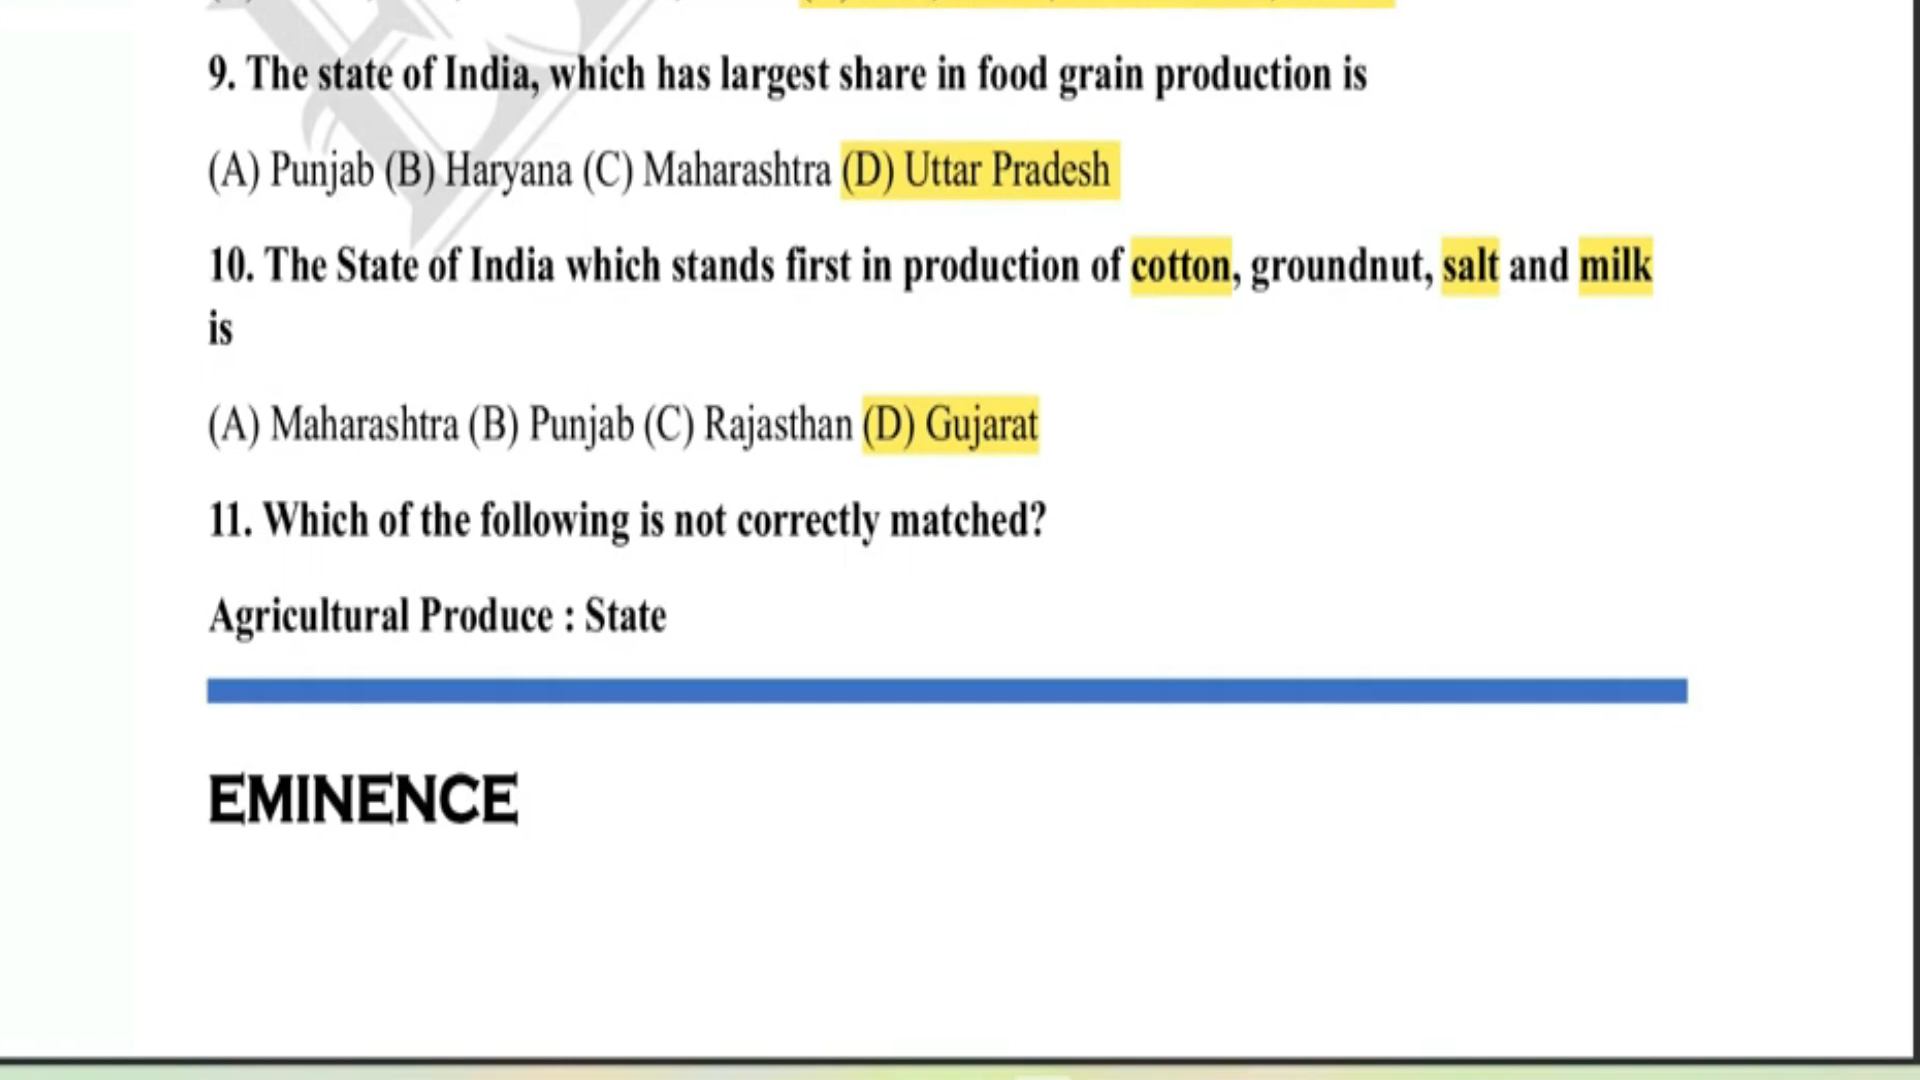 9. The state of India, which has largest share in food grain production is
(A) Punjab (B) Haryana (C) Maharashtra (D) Uttar Pradesh
10. The State of India which stands first in production of cotton, groundnut, salt and milk
is
(A) Maharashtra (B) Punjab (C) Rajasthan (D) Gujarat
11. Which of the following is not correctly matched?
Agricultural Produce : State
EMINENCE